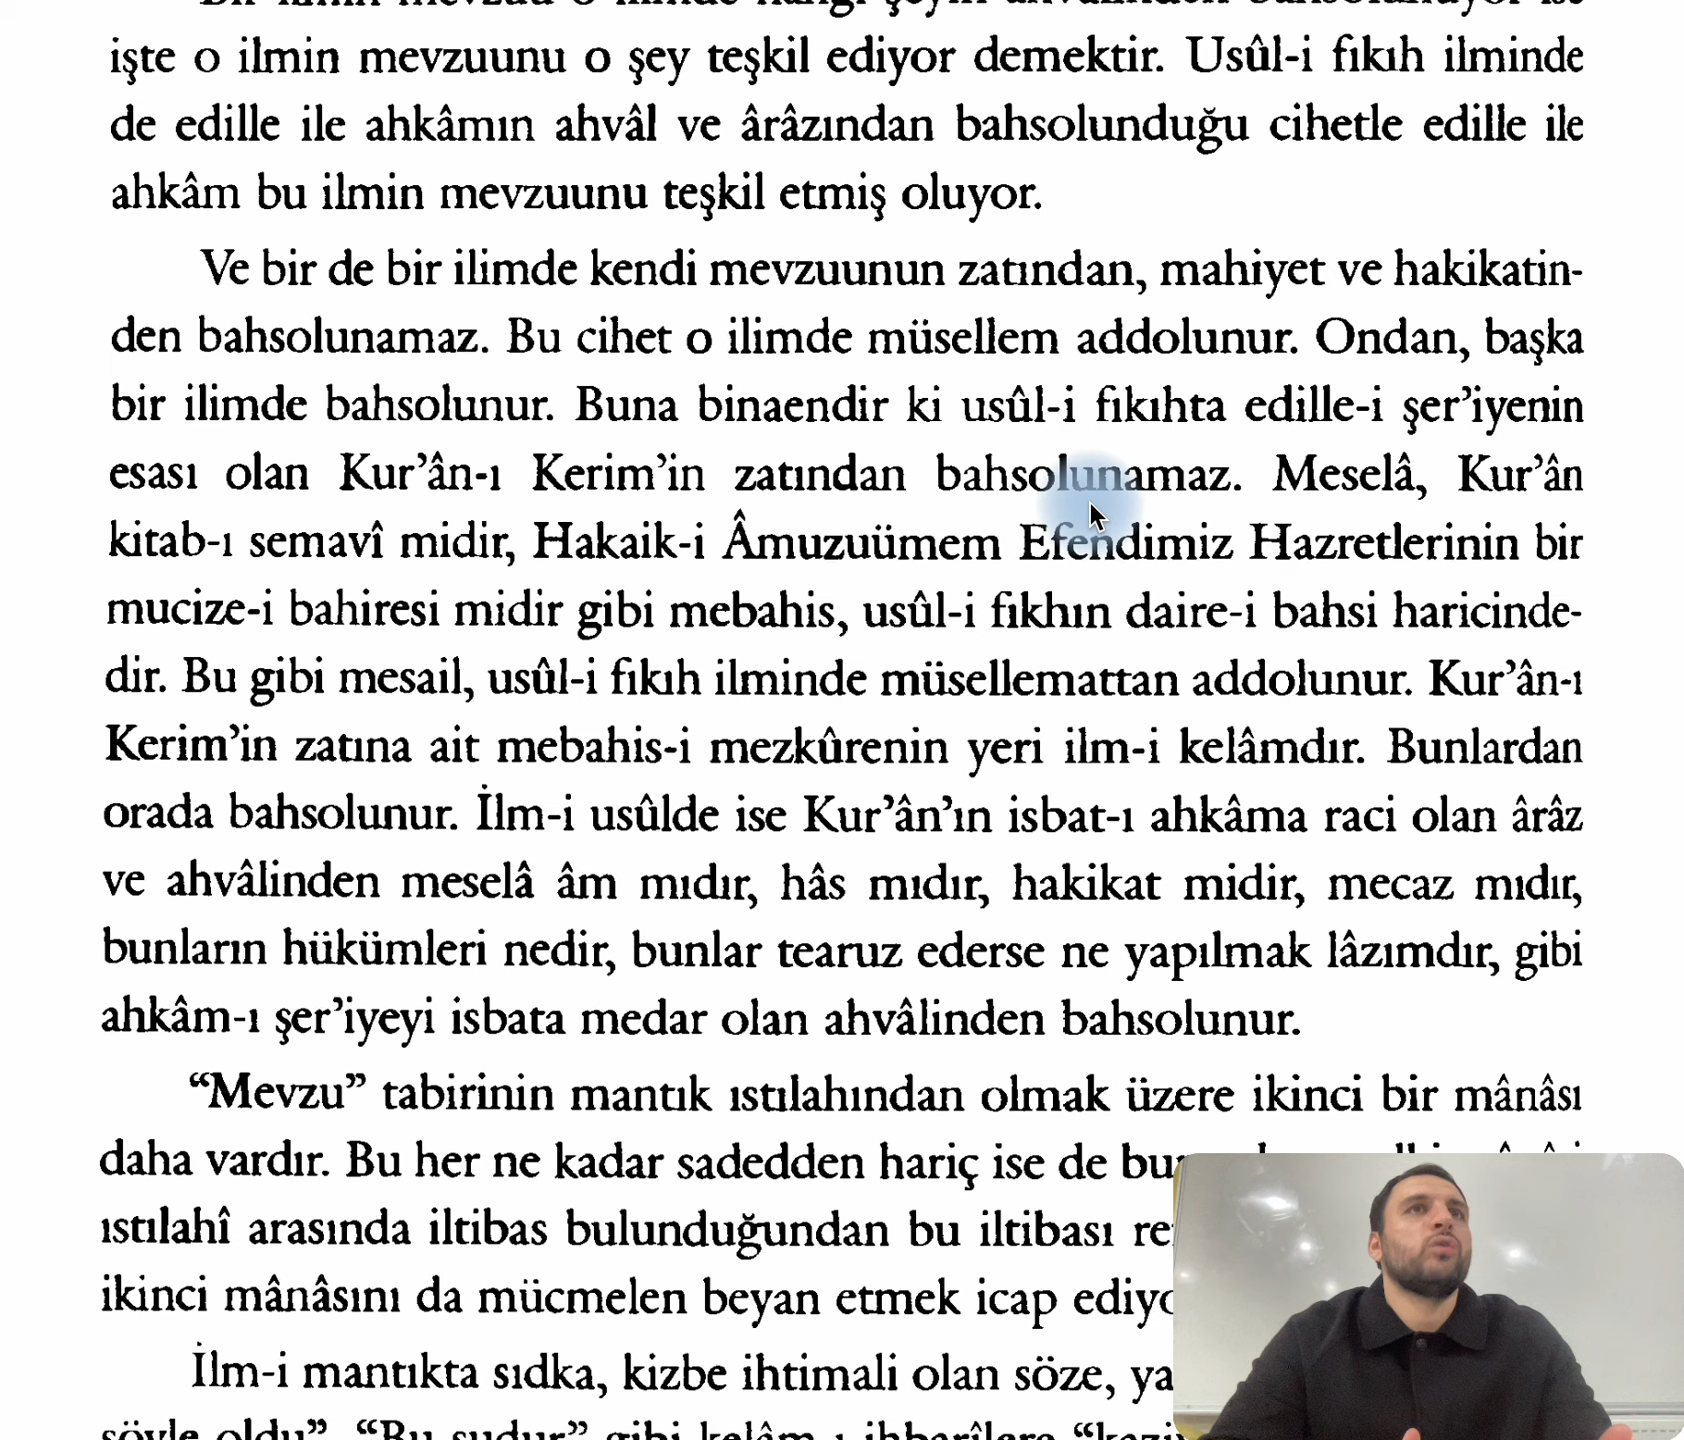 işte o ilmin mevzuunu o şey teşkil ediyor demektir. Usûl-i fıkıh ilminde
de edille ile ahkâmın ahvâl ve ârâzından bahsolunduğu cihetle edille ile
ahkâm bu ilmin mevzuunu teşkil etmiş oluyor.
Ve bir de bir ilimde kendi mevzuunun zatından, mahiyet ve hakikatin-
den bahsolunamaz. Bu cihet o ilimde müsellem addolunur. Ondan, başka
bir ilimde bahsolunur. Buna binaendir ki usûl-i fıkıhta edille-i şer’iyenin
esası olan Kur’ân-ı Kerim’in zatından bahsolunamaz. Meselâ, Kur’ân
kitab-ı semavî midir, Hakaik-i Âmuzuümem Efendimiz Hazretlerinin bir
mucize-i bahiresi midir gibi mebahis, usûl-i fıkhın daire-i bahsi haricinde-
dir. Bu gibi mesail, usûl-i fıkıh ilminde müsellemattan addolunur. Kur’ân-ı
Kerim’in zatına ait mebahis-i mezkûrenin yeri ilm-i kelâmdır. Bunlardan
orada bahsolunur. İlm-i usûlde ise Kur’ân’ın isbat-ı ahkâma raci olan ârâz
ve ahvâlinden meselâ âm mıdır, hâs mıdır, hakikat midir, mecaz mıdır,
bunların hükümleri nedir, bunlar tearuz ederse ne yapılmak lâzımdır, gibi
ahkâm-ı şer’iyeyi isbata medar olan ahvâlinden bahsolunur.
“Mevzu” tabirinin mantık ıstılahından olmak üzere ikinci bir mânâsı
daha vardır. Bu her ne kadar sadedden hariç ise de
ıstılahî arasında iltibas bulunduğundan bu iltibası
ikinci mânâsını da mücmelen beyan etmek icap
İlm-i mantıkta sıdka, kizbe ihtimali olan söze,
şöyle oldu”, “Bu şudur” gibi kelâm-ı ihbarîlere